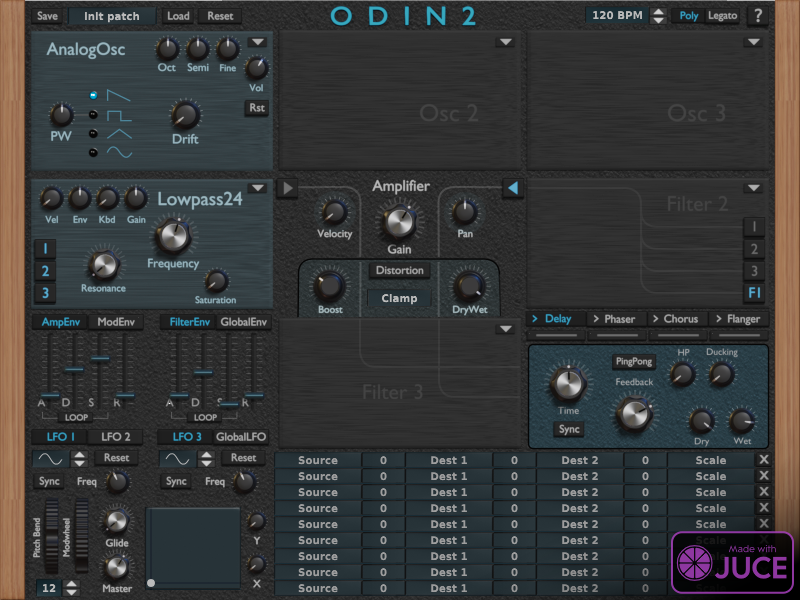 Save Init patch Load Reset ODIN 2 120 BPM Poly Legato ?
AnalogOsc
Oct Semi Fine
Vol
PW Drift Rst
Osc 2
Osc 3
Lowpass24
Vel Env Kbd Gain
1
2
3
Frequency
Resonance
Saturation
Amplifier
Velocity Gain Pan
Distortion
Boost Clamp DryWet
Filter 2
1
2
3
F1
AmpEnv ModEnv FilterEnv GlobalEnv
A D S R A D S R
LOOP LOOP
Filter 3
> Delay > Phaser > Chorus > Flanger
PingPong HP Ducking
Feedback
Time
Sync
Dry Wet
LFO 1 LFO 2 LFO 3 GlobalLFO
Reset Reset
Sync Freq Sync Freq
Pitch Bend Modwheel Glide Y
Master X
12
Source 0 Dest 1 0 Dest 2 0 Scale X
Source 0 Dest 1 0 Dest 2 0 Scale X
Source 0 Dest 1 0 Dest 2 0 Scale X
Source 0 Dest 1 0 Dest 2 0 Scale X
Source 0 Dest 1 0 Dest 2 0 Scale X
Source 0 Dest 1 0 Dest 2 0 Scale
Source 0 Dest 1 0 Dest 2 0
Source 0 Dest 1 0 Dest 2 0
Source 0 Dest 1 0 Dest 2 0
Made with
JUCE